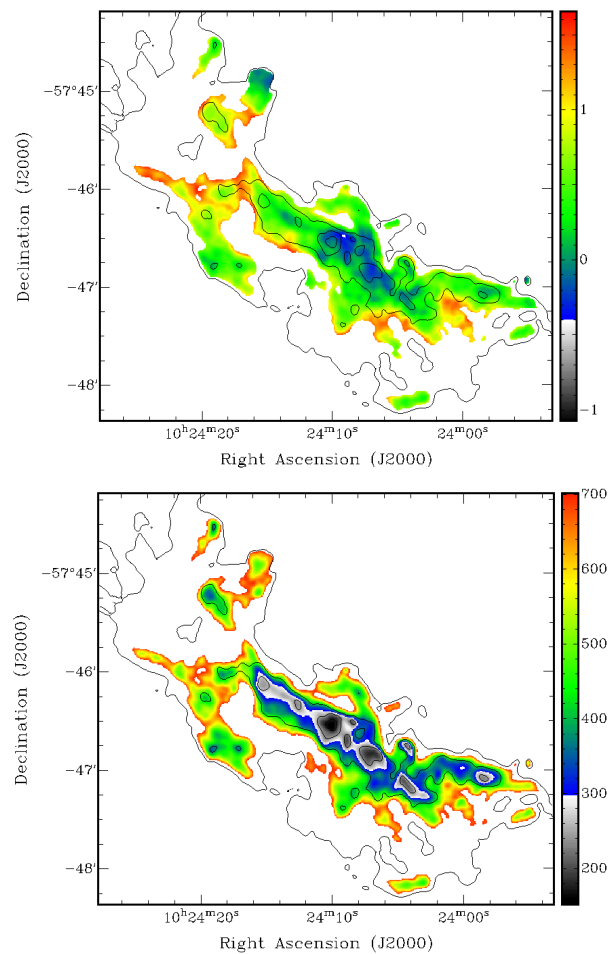 Declination (J2000)
−57°45′
−46′
−47′
−48′
10ʰ24ᵐ20ˢ
24ᵐ10ˢ
24ᵐ00ˢ
Right Ascension (J2000)
1
0
−1
Declination (J2000)
−57°45′
−46′
−47′
−48′
10ʰ24ᵐ20ˢ
24ᵐ10ˢ
24ᵐ00ˢ
Right Ascension (J2000)
700
600
500
400
300
200